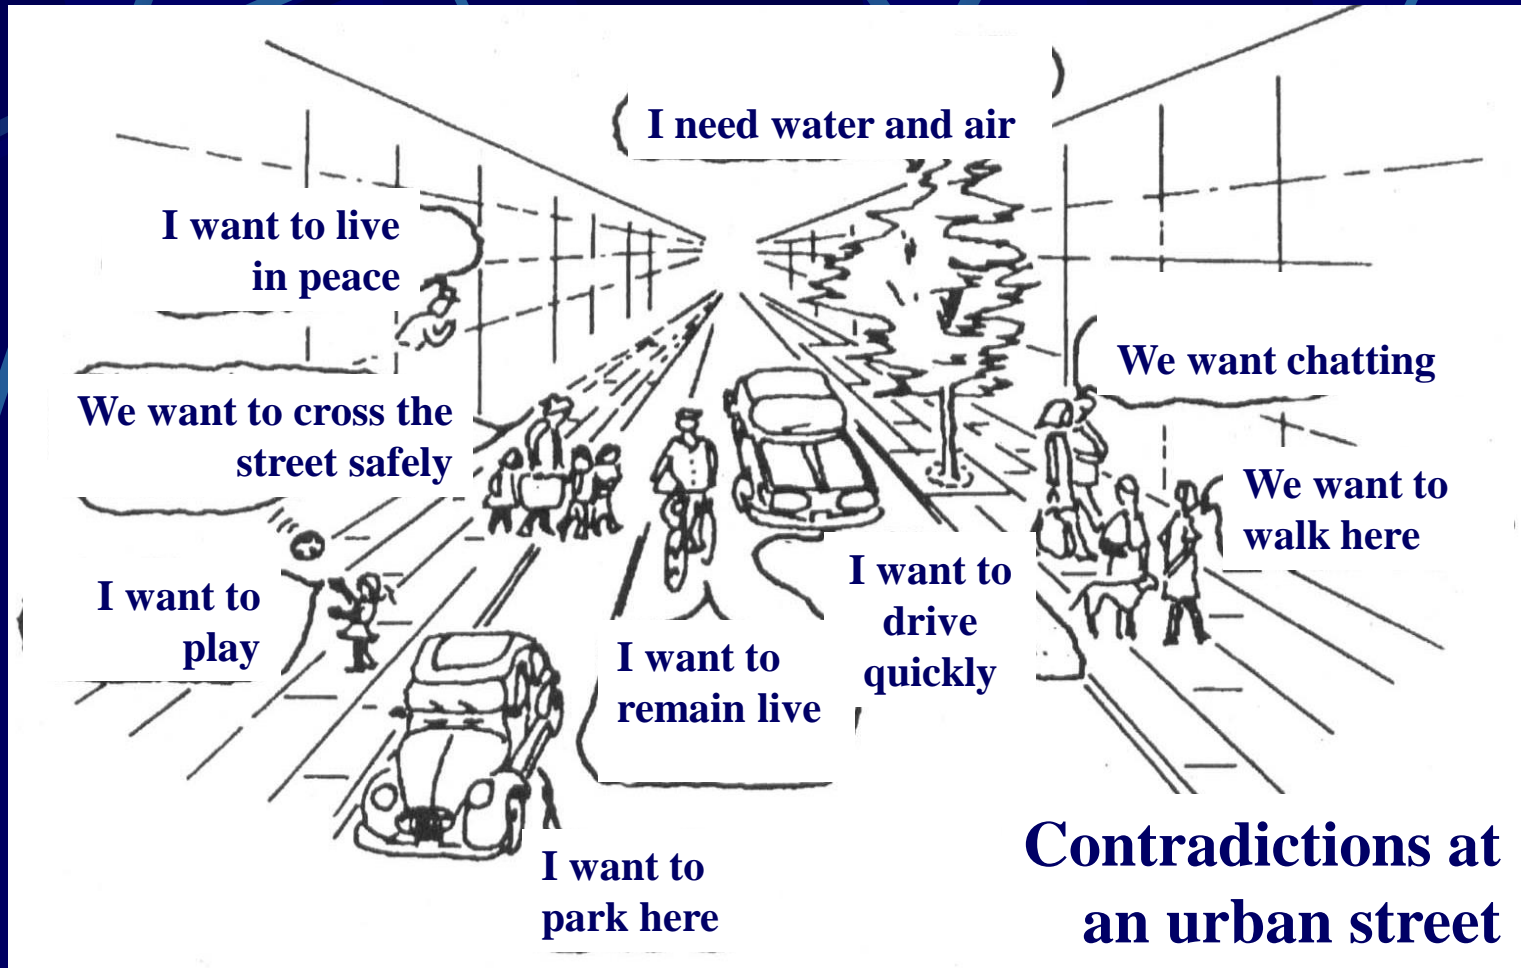 I need water and air
I want to live
in peace
We want chatting
We want to cross the
street safely
We want to
walk here
I want to
play
I want to
drive
quickly
I want to
remain live
I want to
park here
Contradictions at
an urban street